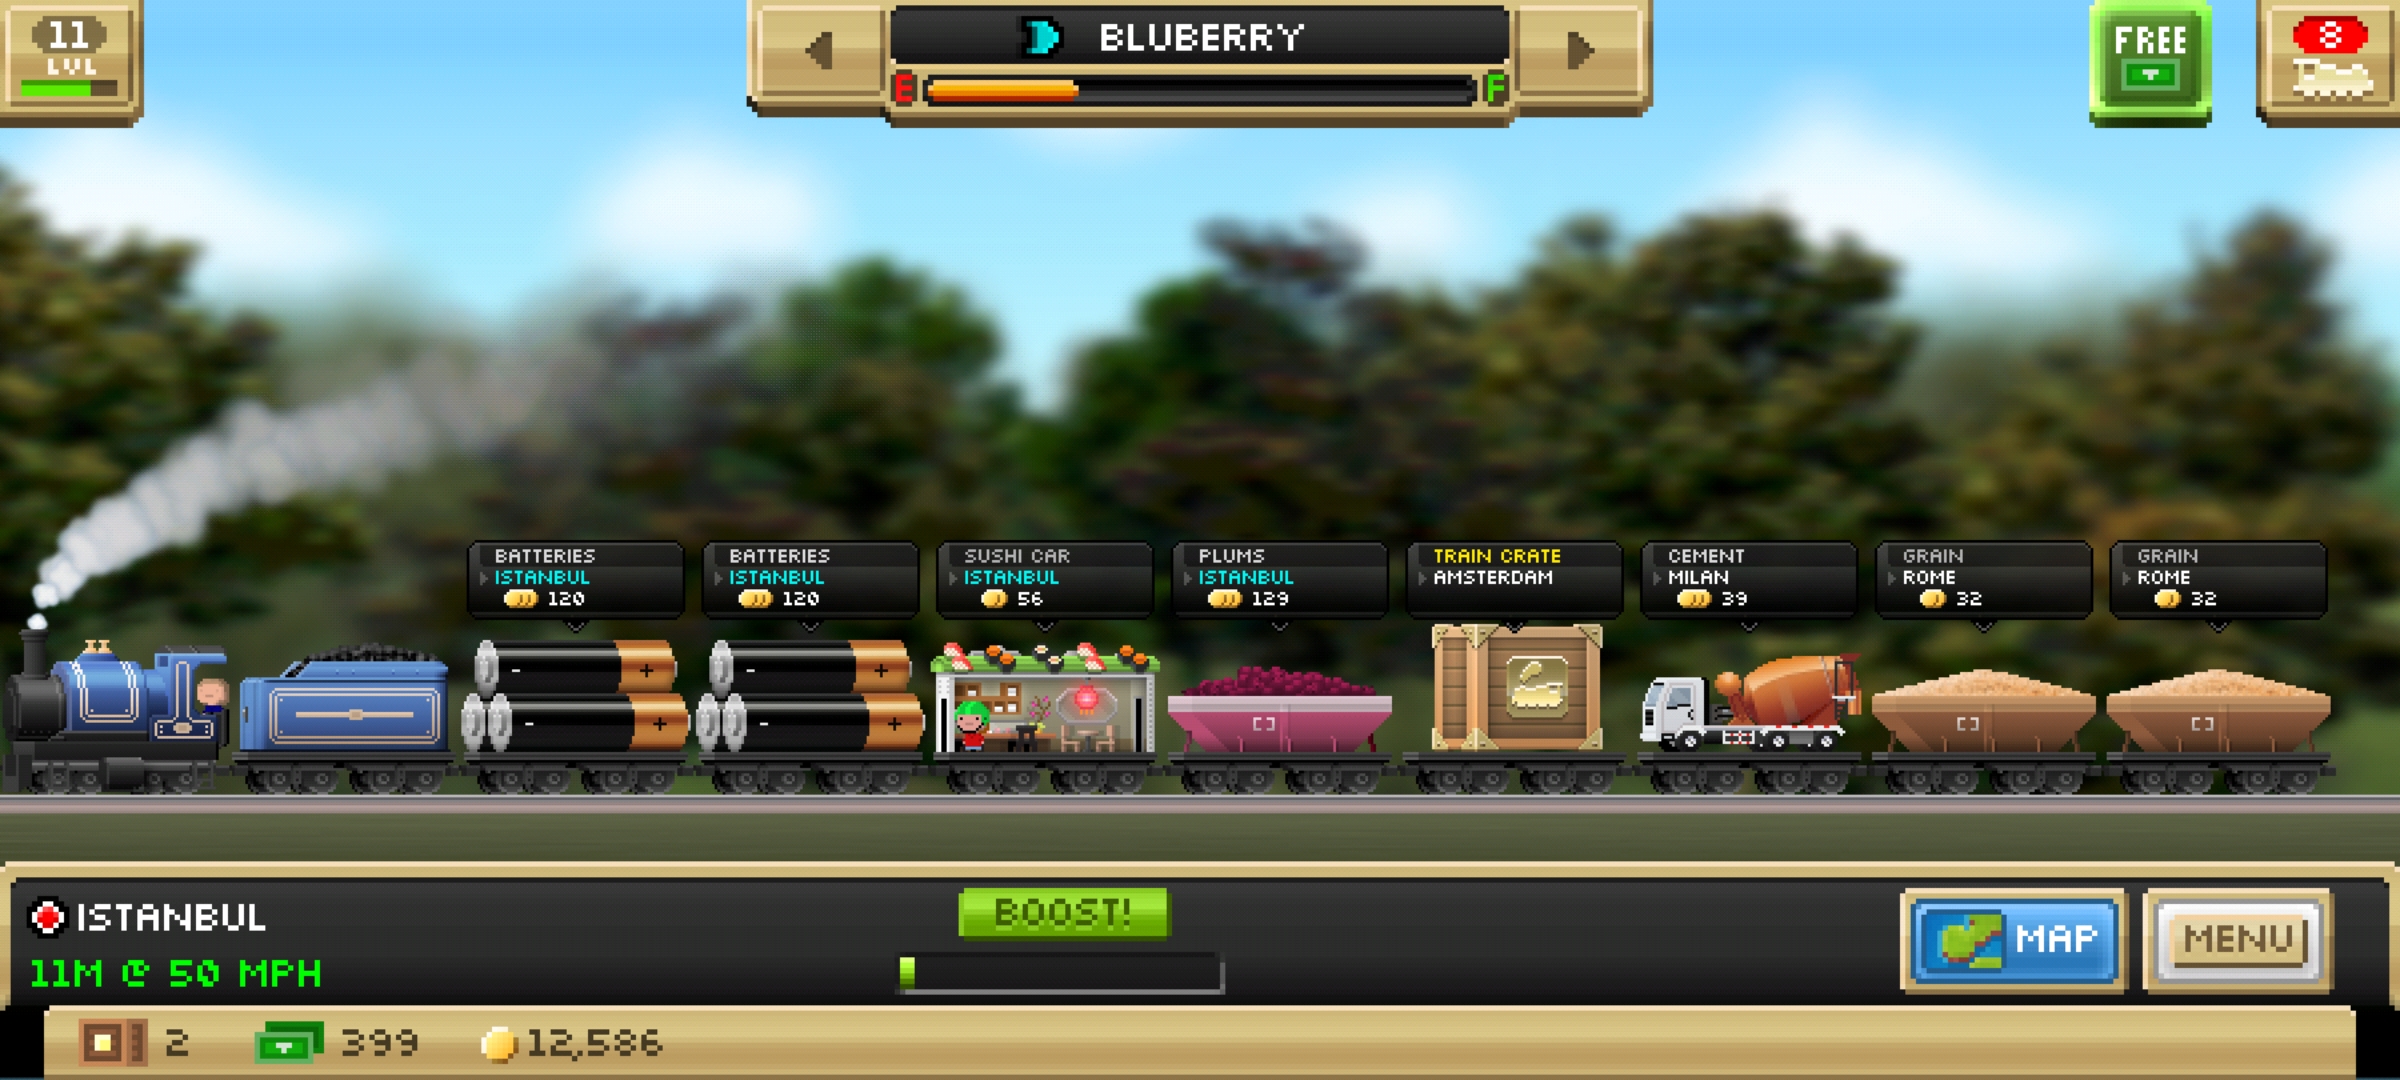 11
LVL
BLUBERRY
E F
FREE
8
BATTERIES
ISTANBUL
120
BATTERIES
ISTANBUL
120
SUSHI CAR
ISTANBUL
56
PLUMS
ISTANBUL
129
TRAIN CRATE
AMSTERDAM
CEMENT
MILAN
39
GRAIN
ROME
32
GRAIN
ROME
32
ISTANBUL
11M @ 50 MPH
BOOST!
MAP
MENU
2
399
12,586